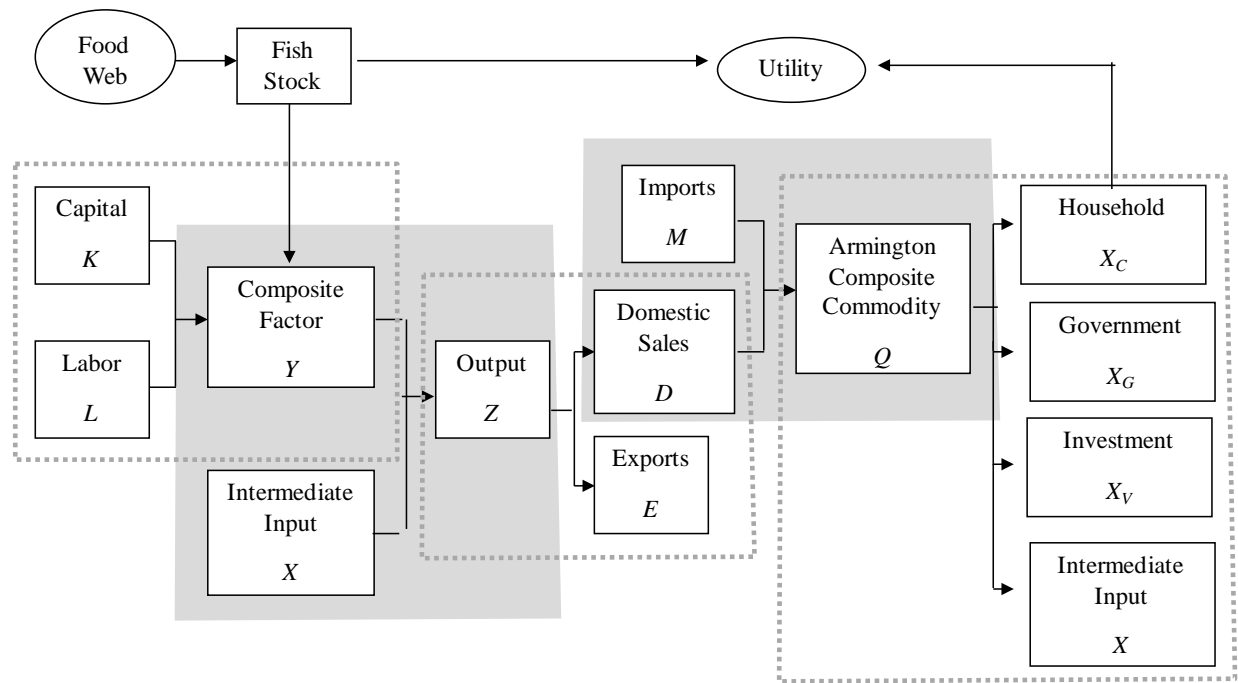 Food
Web
Fish
Stock
Utility
Capital
K
Labor
L
Composite
Factor
Y
Intermediate
Input
X
Output
Z
Imports
M
Domestic
Sales
D
Exports
E
Armington
Composite
Commodity
Q
Household
X_C
Government
X_G
Investment
X_V
Intermediate
Input
X